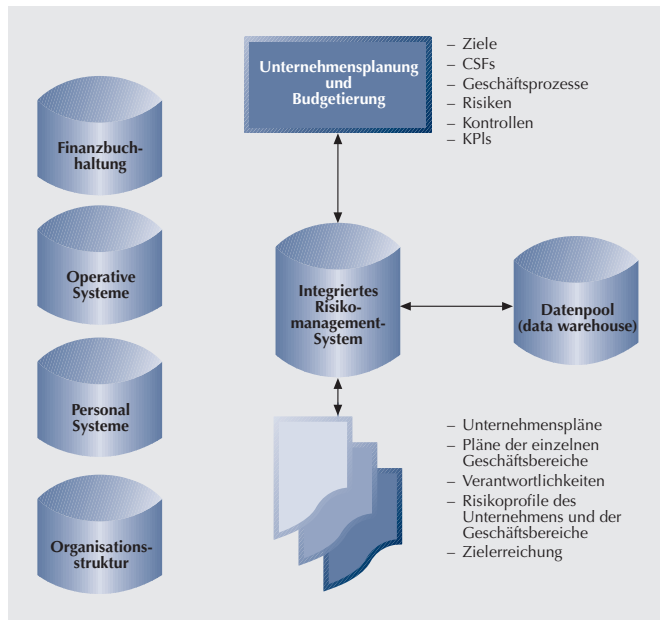 Finanzbuch-
haltung
Operative
Systeme
Personal
Systeme
Organisations-
struktur
Unternehmensplanung
und
Budgetierung
– Ziele
– CSFs
– Geschäftsprozesse
– Risiken
– Kontrollen
– KPls
Integriertes
Risiko-
management-
System
Datenpool
(data warehouse)
– Unternehmenspläne
– Pläne der einzelnen
Geschäftsbereiche
– Verantwortlichkeiten
– Risikoprofile des
Unternehmens und der
Geschäftsbereiche
– Zielerreichung